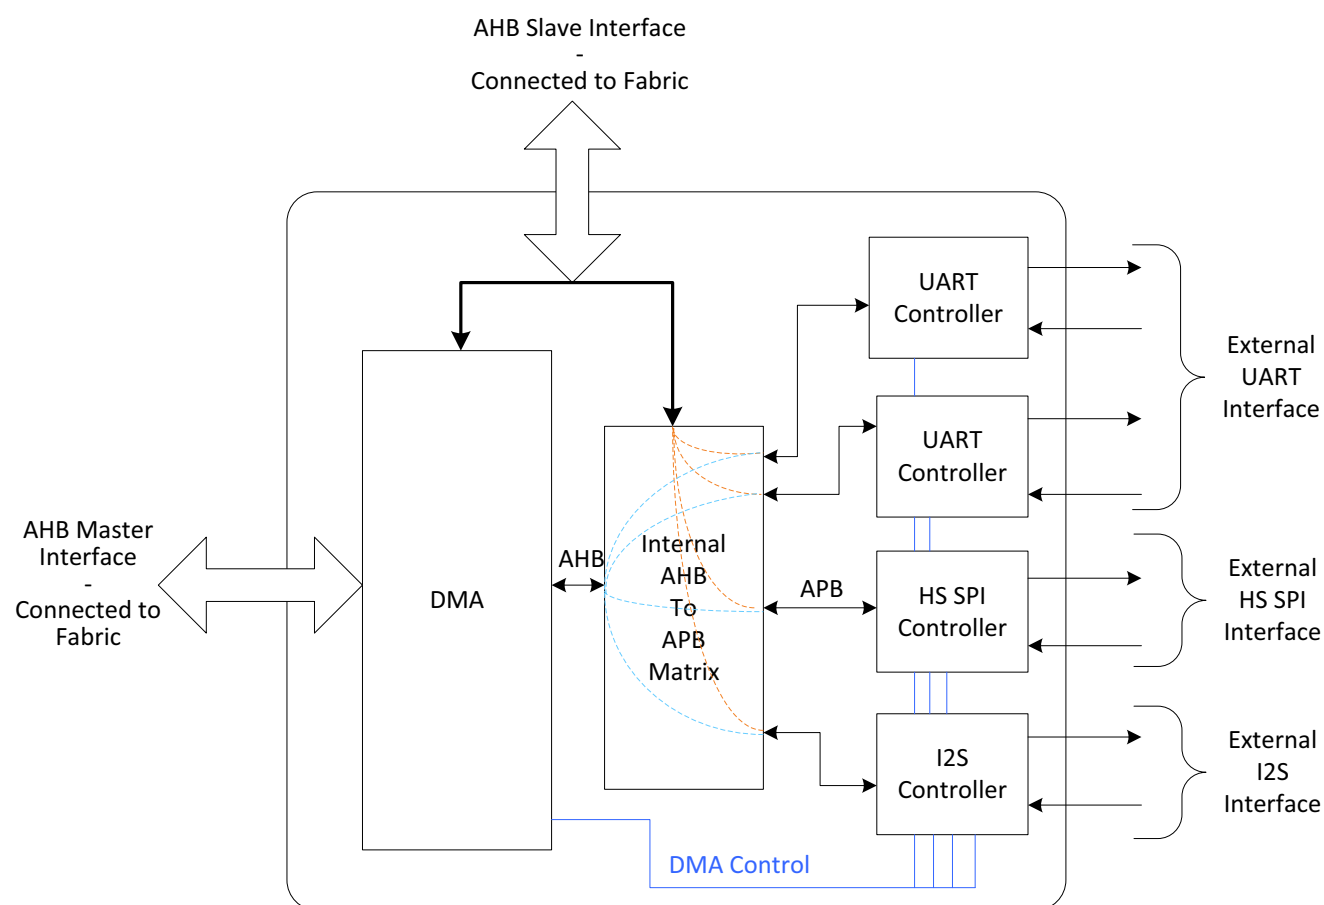 AHB Slave Interface
-
Connected to Fabric
UART
Controller
External
UART
Interface
UART
Controller
AHB Master
Interface
-
Connected to
Fabric
DMA
AHB
Internal
AHB
To
APB
Matrix
APB
HS SPI
Controller
External
HS SPI
Interface
I2S
Controller
External
I2S
Interface
DMA Control